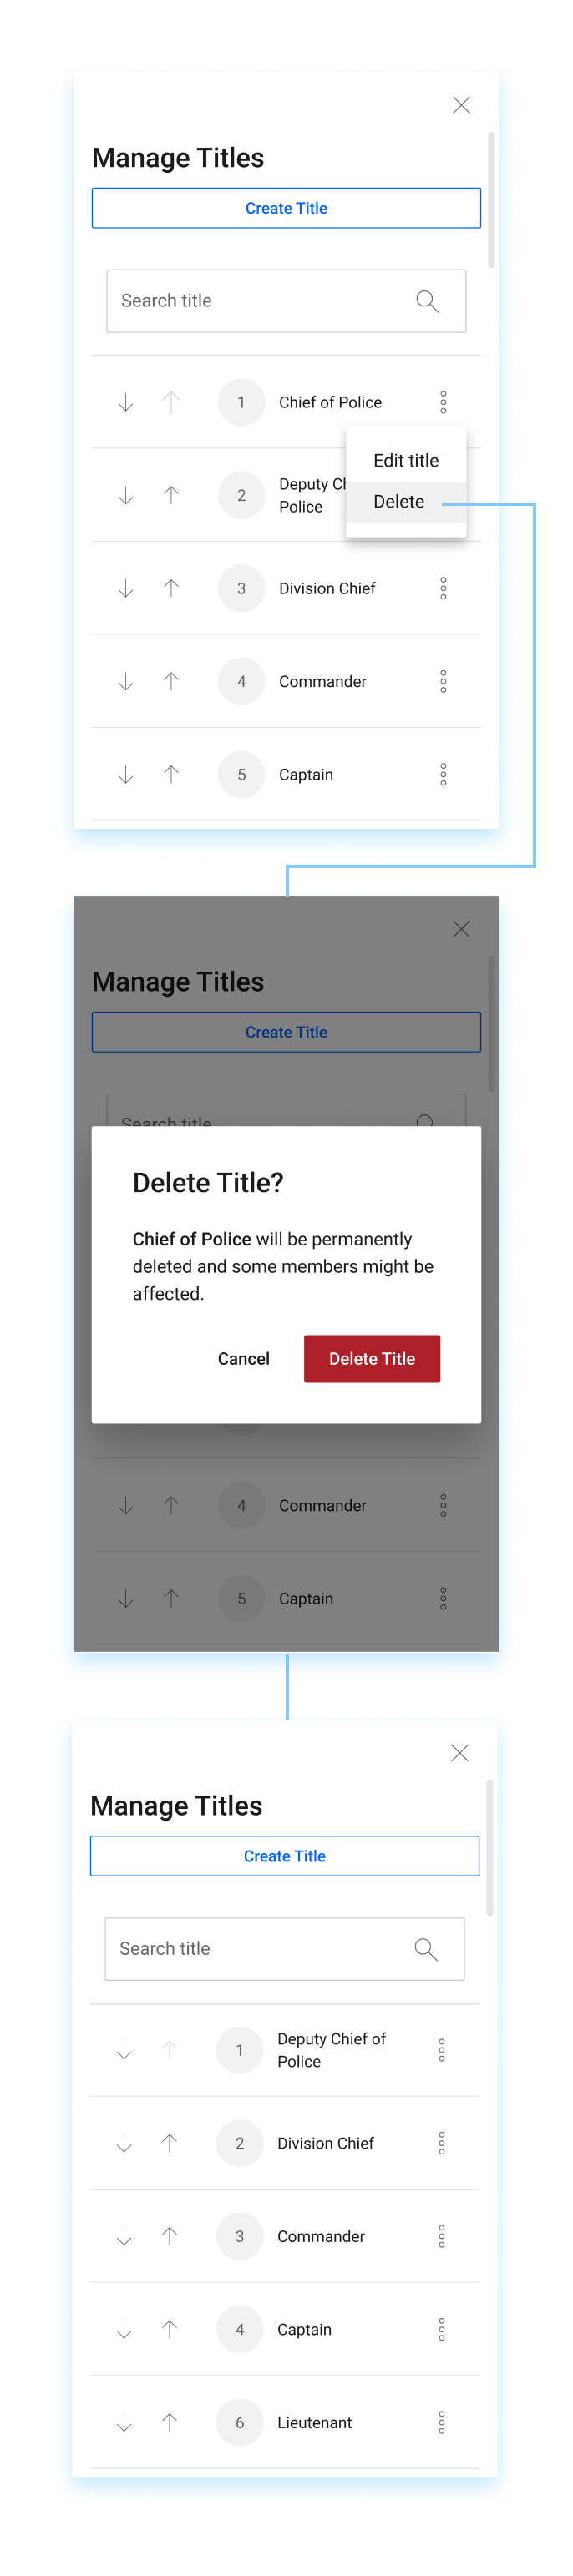 Manage Titles
Create Title
Search title
1 Chief of Police
Edit title
2 Deputy Ch
Police
Delete
3 Division Chief
4 Commander
5 Captain
Manage Titles
Create Title
Search title
Delete Title?
Chief of Police will be permanently
deleted and some members might be
affected.
Cancel Delete Title
4 Commander
5 Captain
Manage Titles
Create Title
Search title
1 Deputy Chief of
Police
2 Division Chief
3 Commander
4 Captain
6 Lieutenant